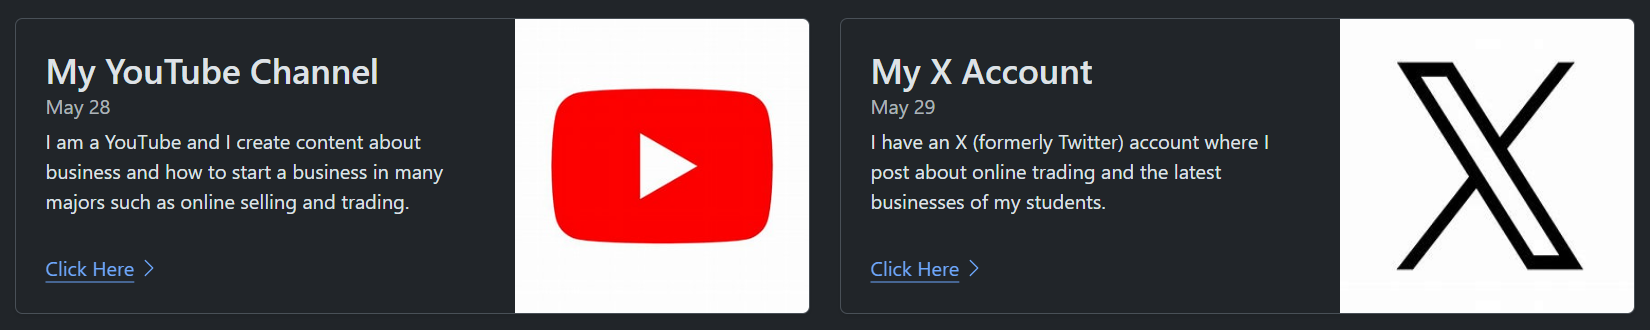 My YouTube Channel
May 28
I am a YouTube and I create content about
business and how to start a business in many
majors such as online selling and trading.
Click Here
My X Account
May 29
I have an X (formerly Twitter) account where I
post about online trading and the latest
businesses of my students.
Click Here